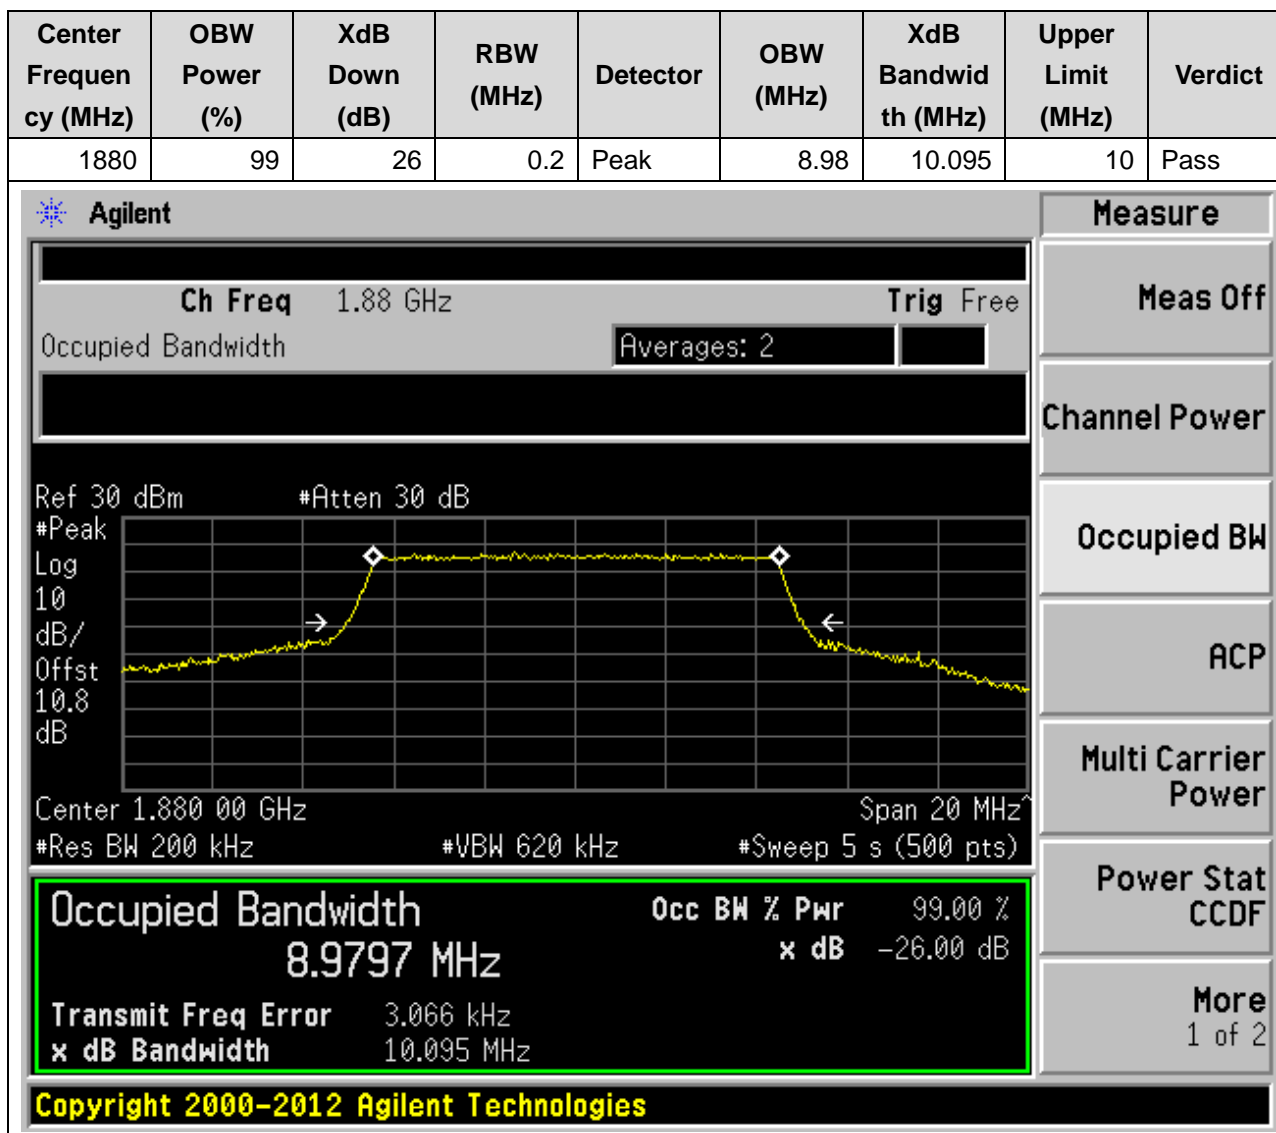 Center Frequen cy (MHz)
OBW Power (%)
XdB Down (dB)
RBW (MHz)
Detector
OBW (MHz)
XdB Bandwid th (MHz)
Upper Limit (MHz)
Verdict
1880 99 26 0.2 Peak 8.98 10.095 10 Pass
Agilent
Measure
Ch Freq 1.88 GHz Trig Free
Occupied Bandwidth Averages: 2
Meas Off
Channel Power
Occupied BW
ACP
Multi Carrier
Power
Power Stat
CCDF
More
1 of 2
Ref 30 dBm #Atten 30 dB
#Peak
Log
10
dB/
Offst
10.8
dB
Center 1.880 00 GHz Span 20 MHz^
#Res BW 200 kHz #VBW 620 kHz #Sweep 5 s (500 pts)
Occupied Bandwidth Occ BW % Pwr 99.00 %
8.9797 MHz x dB -26.00 dB
Transmit Freq Error 3.066 kHz
x dB Bandwidth 10.095 MHz
Copyright 2000-2012 Agilent Technologies